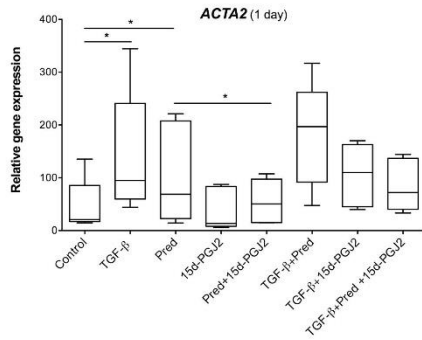 ACTA2 (1 day)
Relative gene expression
400
300
200
100
0
*
*
*
Control
TGF-β
Pred
15d-PGJ2
Pred+15d-PGJ2
TGF-β+Pred
TGF-β+15d-PGJ2
TGF-β+Pred +15d-PGJ2